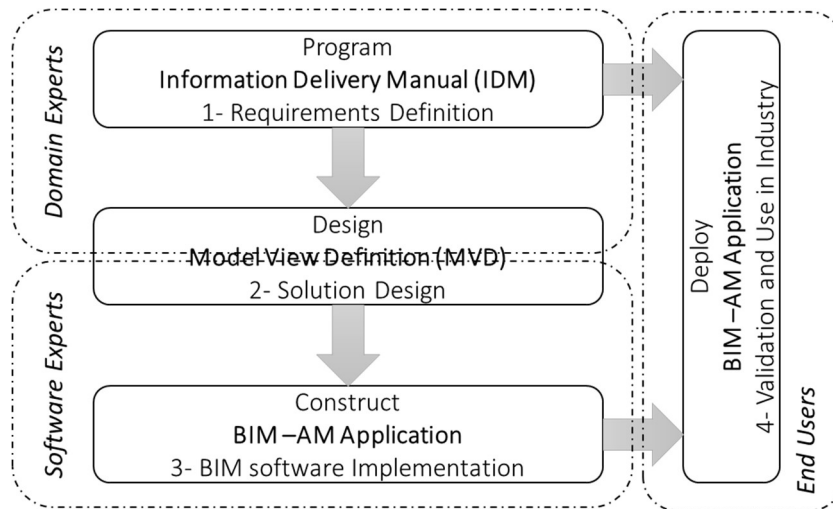 Domain Experts
Program
Information Delivery Manual (IDM)
1- Requirements Definition
Design
Model View Definition (MVD)
2- Solution Design
Software Experts
Construct
BIM –AM Application
3- BIM software Implementation
Deploy
BIM –AM Application
4- Validation and Use in Industry
End Users